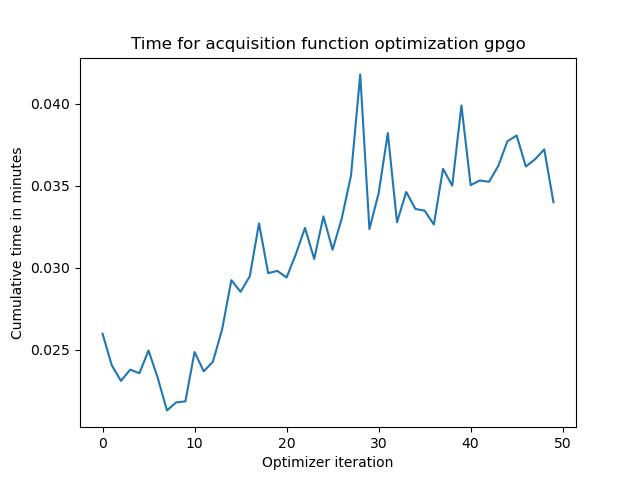 Time for acquisition function optimization gpgo
Cumulative time in minutes
0.040
0.035
0.030
0.025
0 10 20 30 40 50
Optimizer iteration